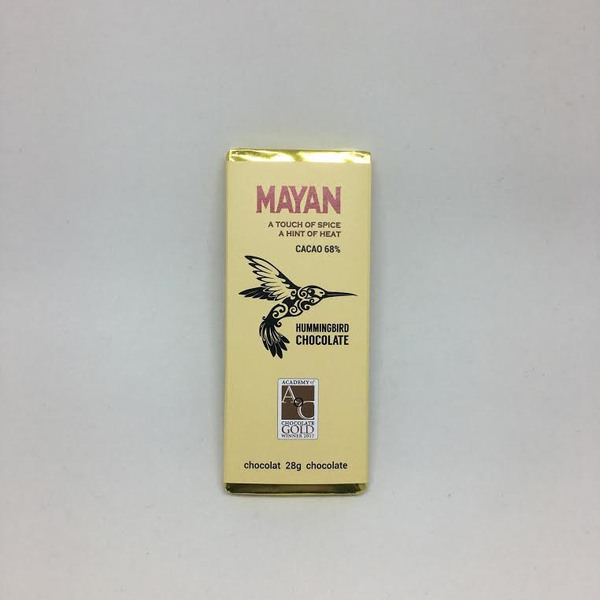 MAYAN
A TOUCH OF SPICE
A HINT OF HEAT
CACAO 68%
HUMMINGBIRD
CHOCOLATE
ACADEMY of
AoC
CHOCOLATE
GOLD
WINNER 2017
chocolat 28g chocolate